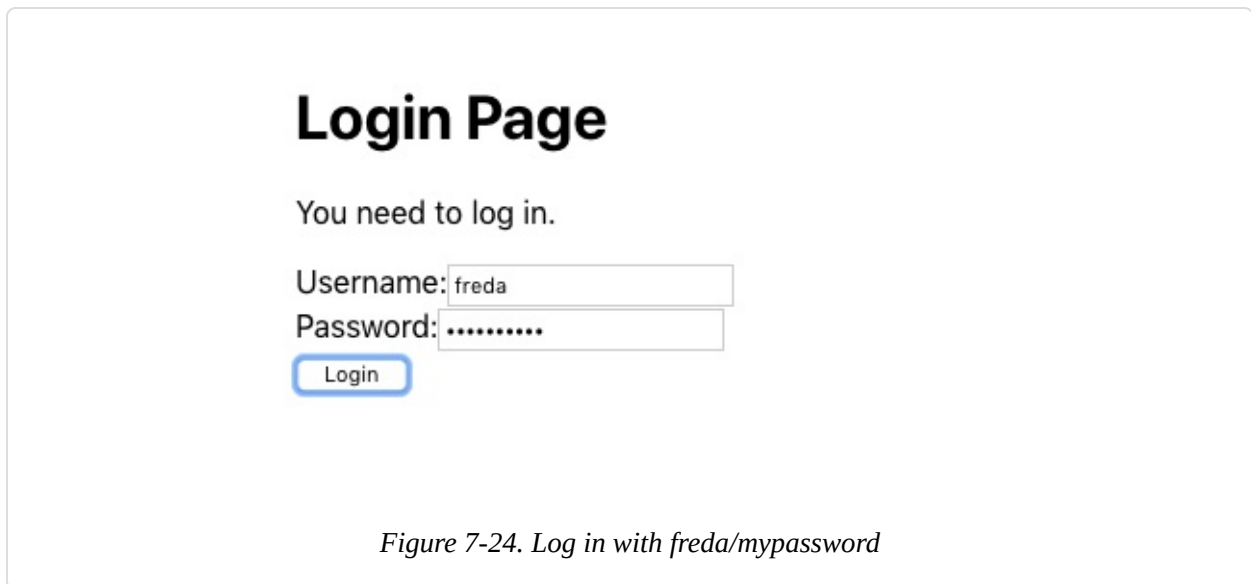 Login Page
You need to log in.
Username: freda
Password: ••••••••••
Login
Figure 7-24. Log in with freda/mypassword